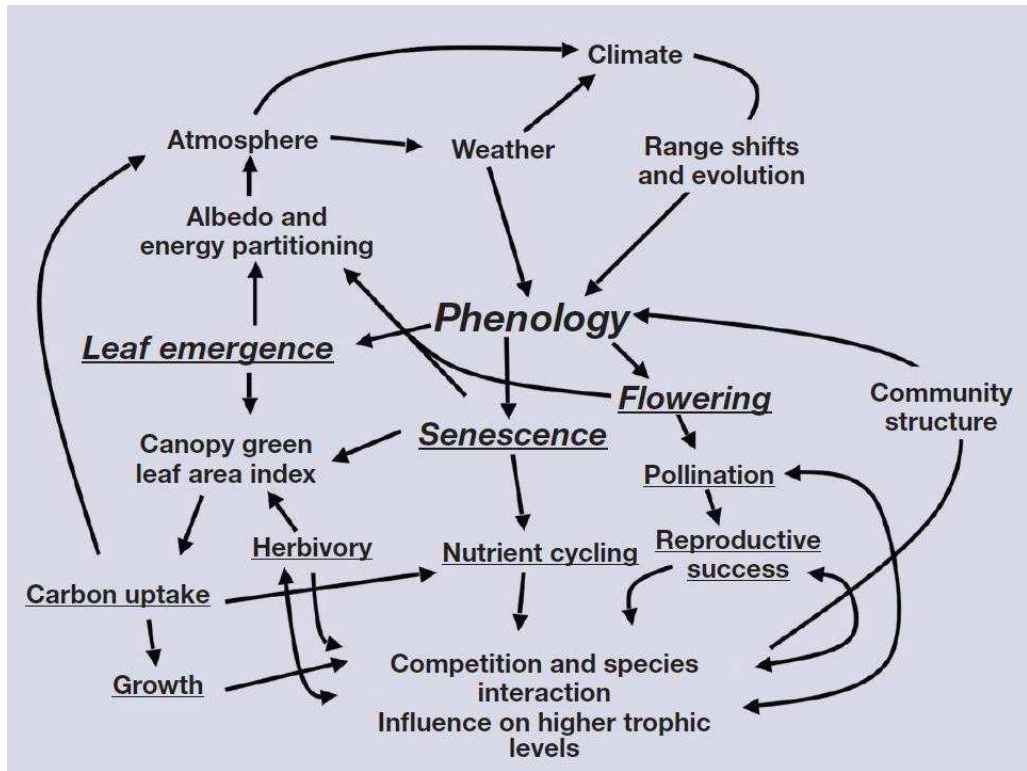 Climate
Atmosphere
Weather
Range shifts
and evolution
Albedo and
energy partitioning
Phenology
Leaf emergence
Flowering
Community
structure
Senescence
Canopy green
leaf area index
Pollination
Herbivory
Nutrient cycling
Reproductive
success
Carbon uptake
Growth
Competition and species
interaction
Influence on higher trophic
levels